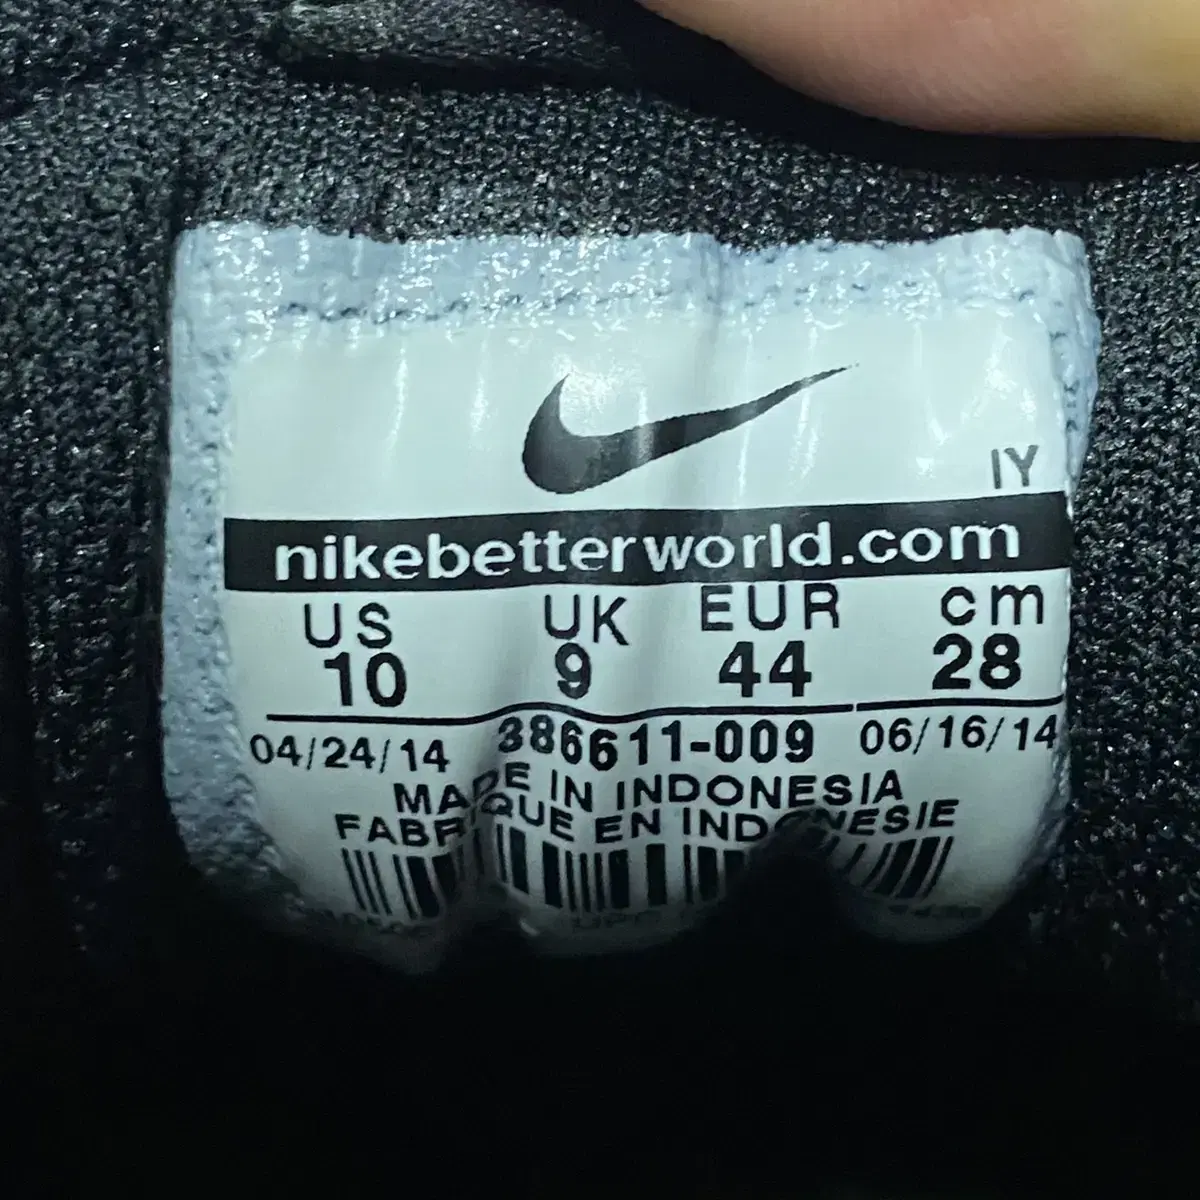 IY
nikebetterworld.com
US UK EUR cm
10 9 44 28
04/24/14 386611-009 06/16/14
MADE IN INDONESIA
FABRIQUE EN INDONESIE
UPC